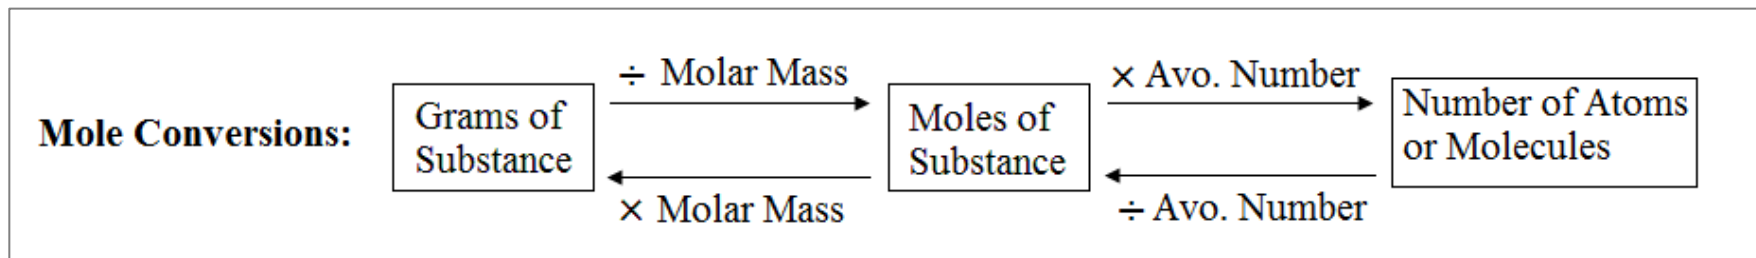 Mole Conversions:
Grams of
Substance
÷ Molar Mass
× Molar Mass
Moles of
Substance
× Avo. Number
÷ Avo. Number
Number of Atoms
or Molecules